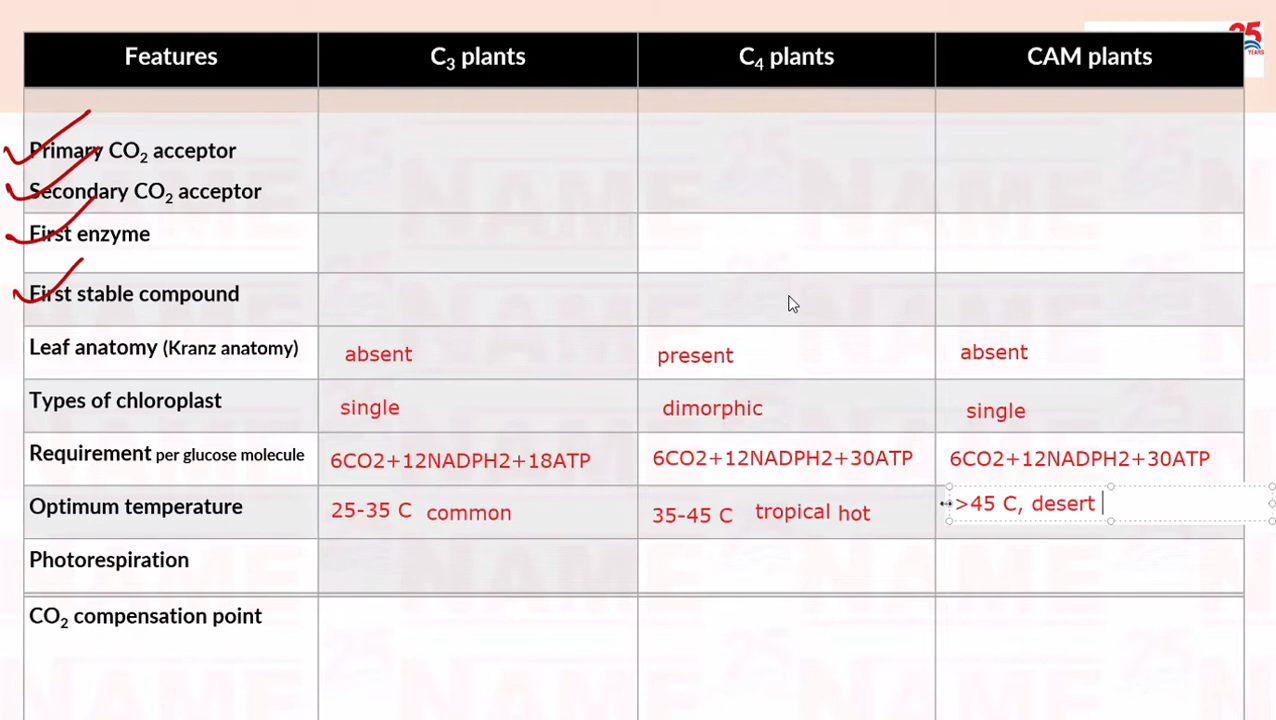 Features C3 plants C4 plants CAM plants
Primary CO2 acceptor
Secondary CO2 acceptor
First enzyme
First stable compound
Leaf anatomy (Kranz anatomy) absent present absent
Types of chloroplast single dimorphic single
Requirement per glucose molecule 6CO2+12NADPH2+18ATP 6CO2+12NADPH2+30ATP 6CO2+12NADPH2+30ATP
Optimum temperature 25-35 C common 35-45 C tropical hot >45 C, desert
Photorespiration
CO2 compensation point
25
YEARS
NAME